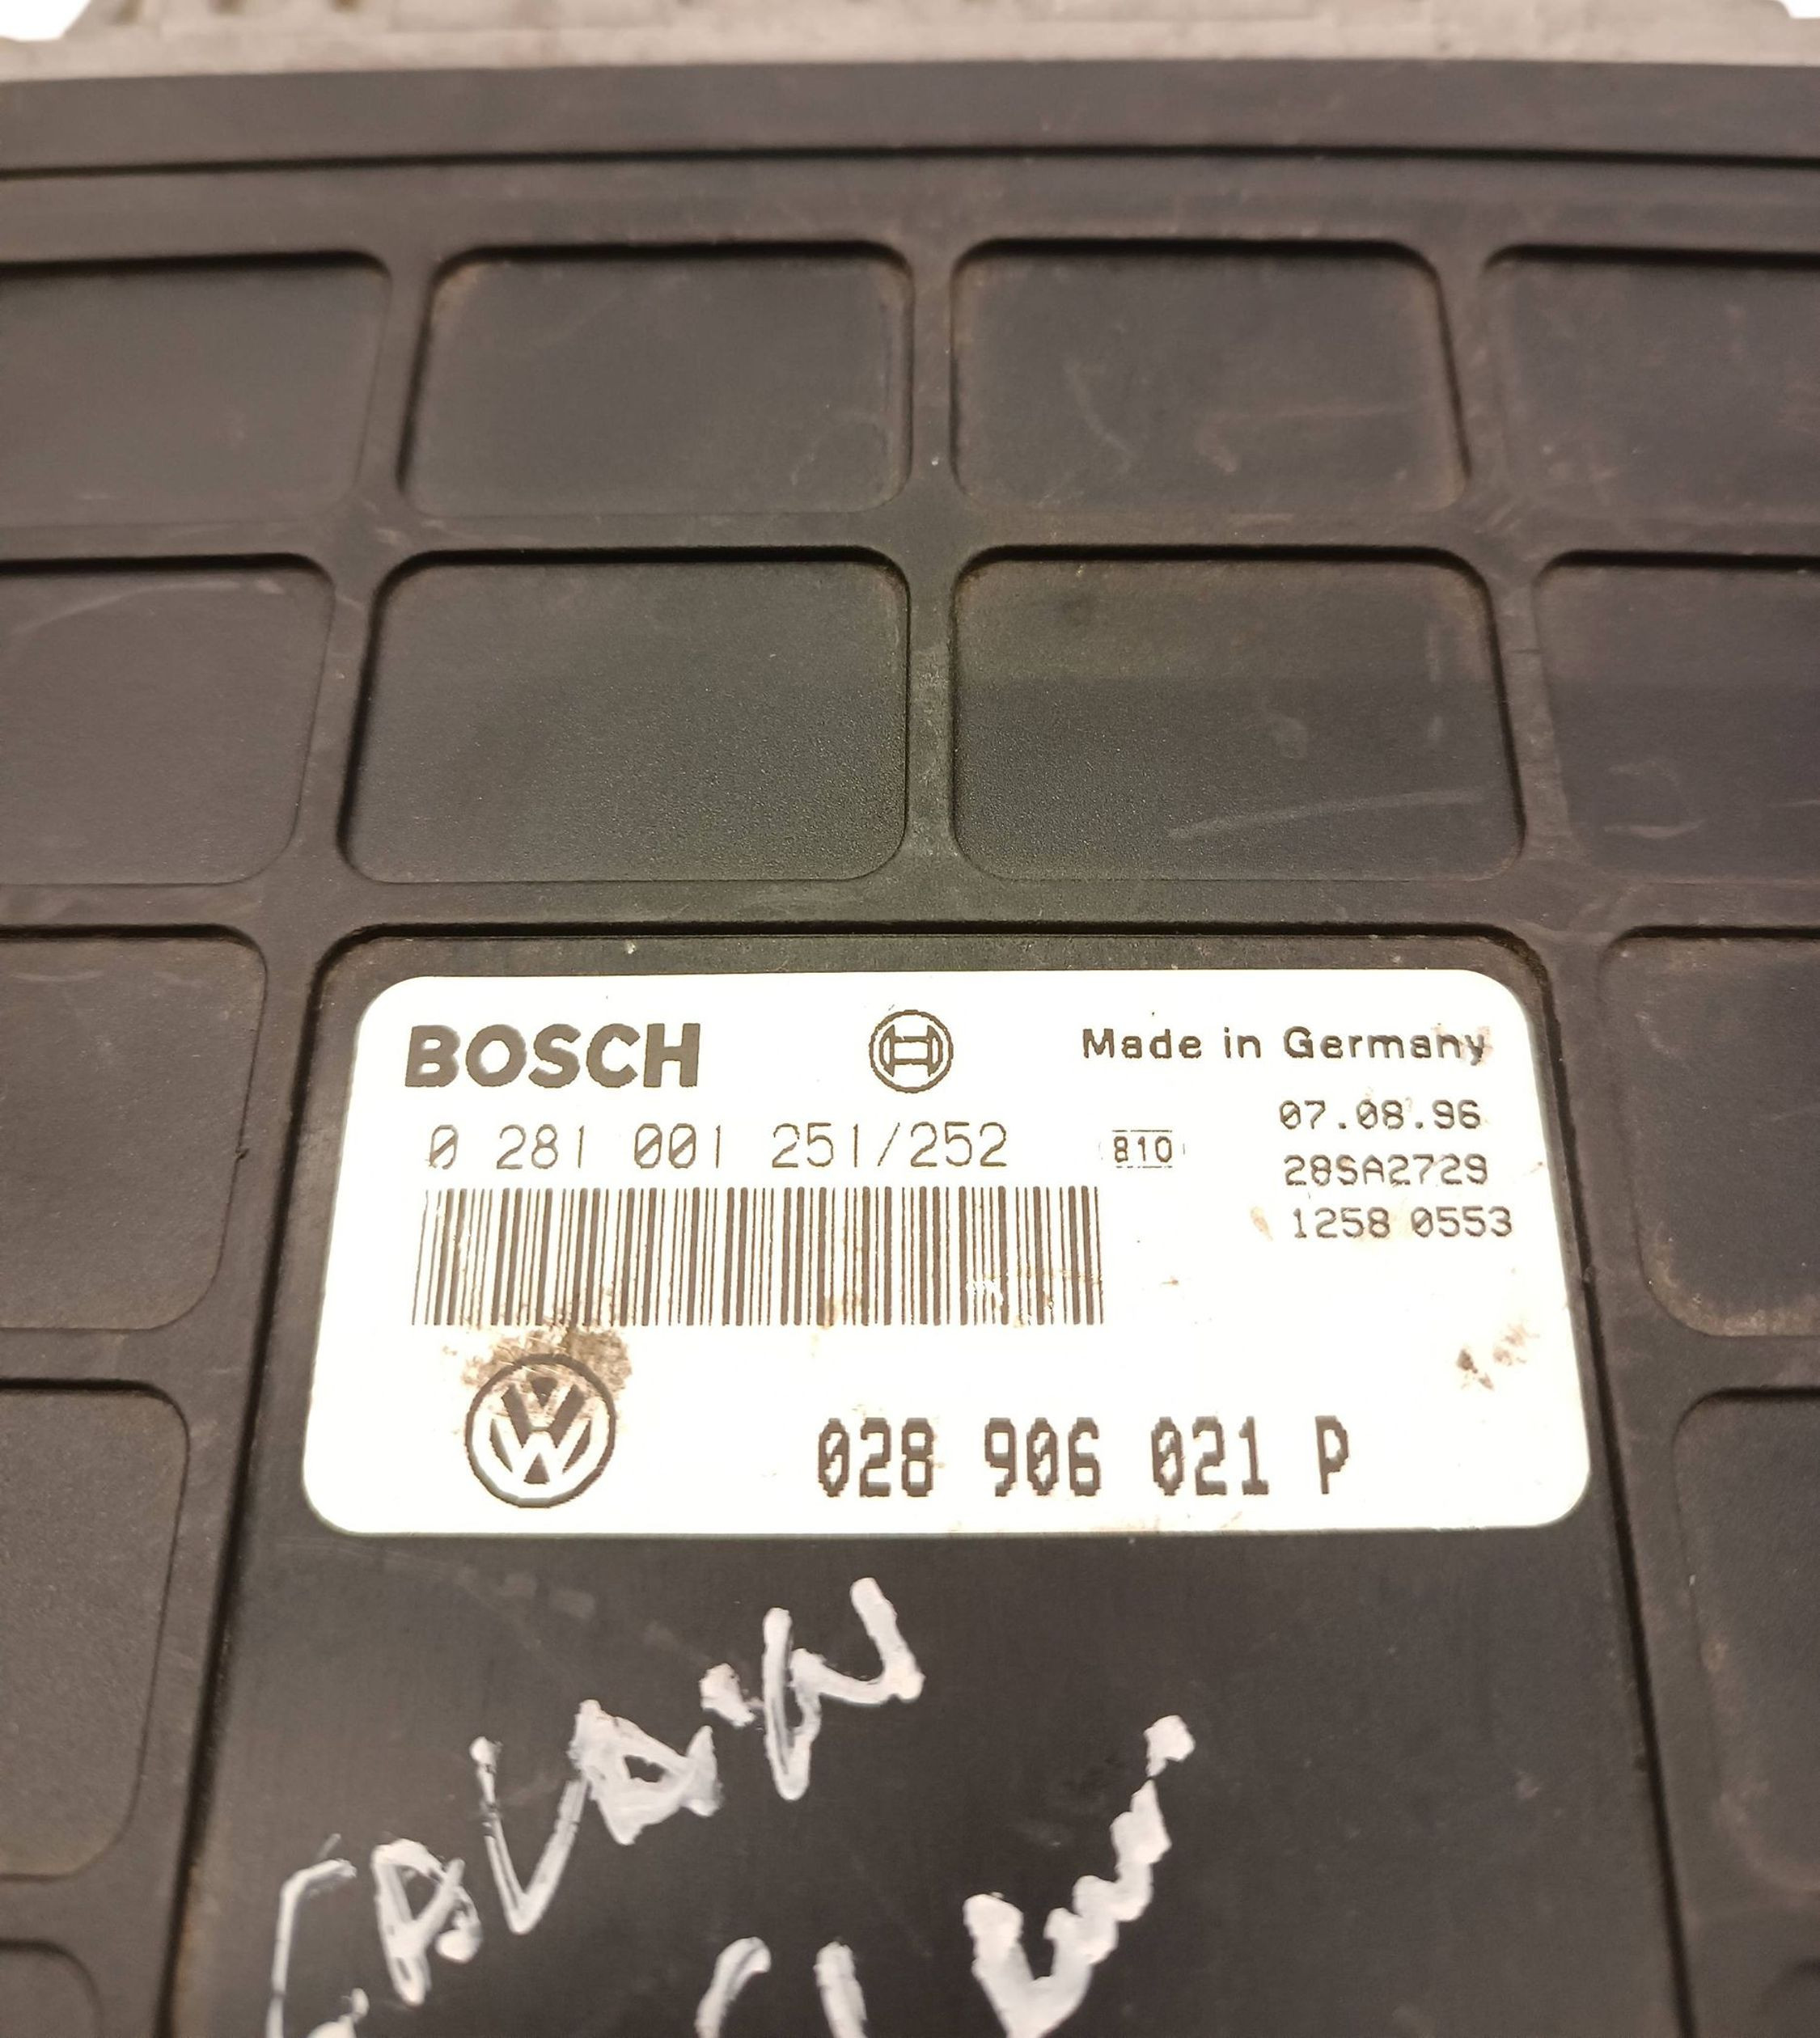 BOSCH
Made in Germany
0 281 001 251/252
810
07.08.96
28SA2729
1258 0553
VW
028 906 021 P